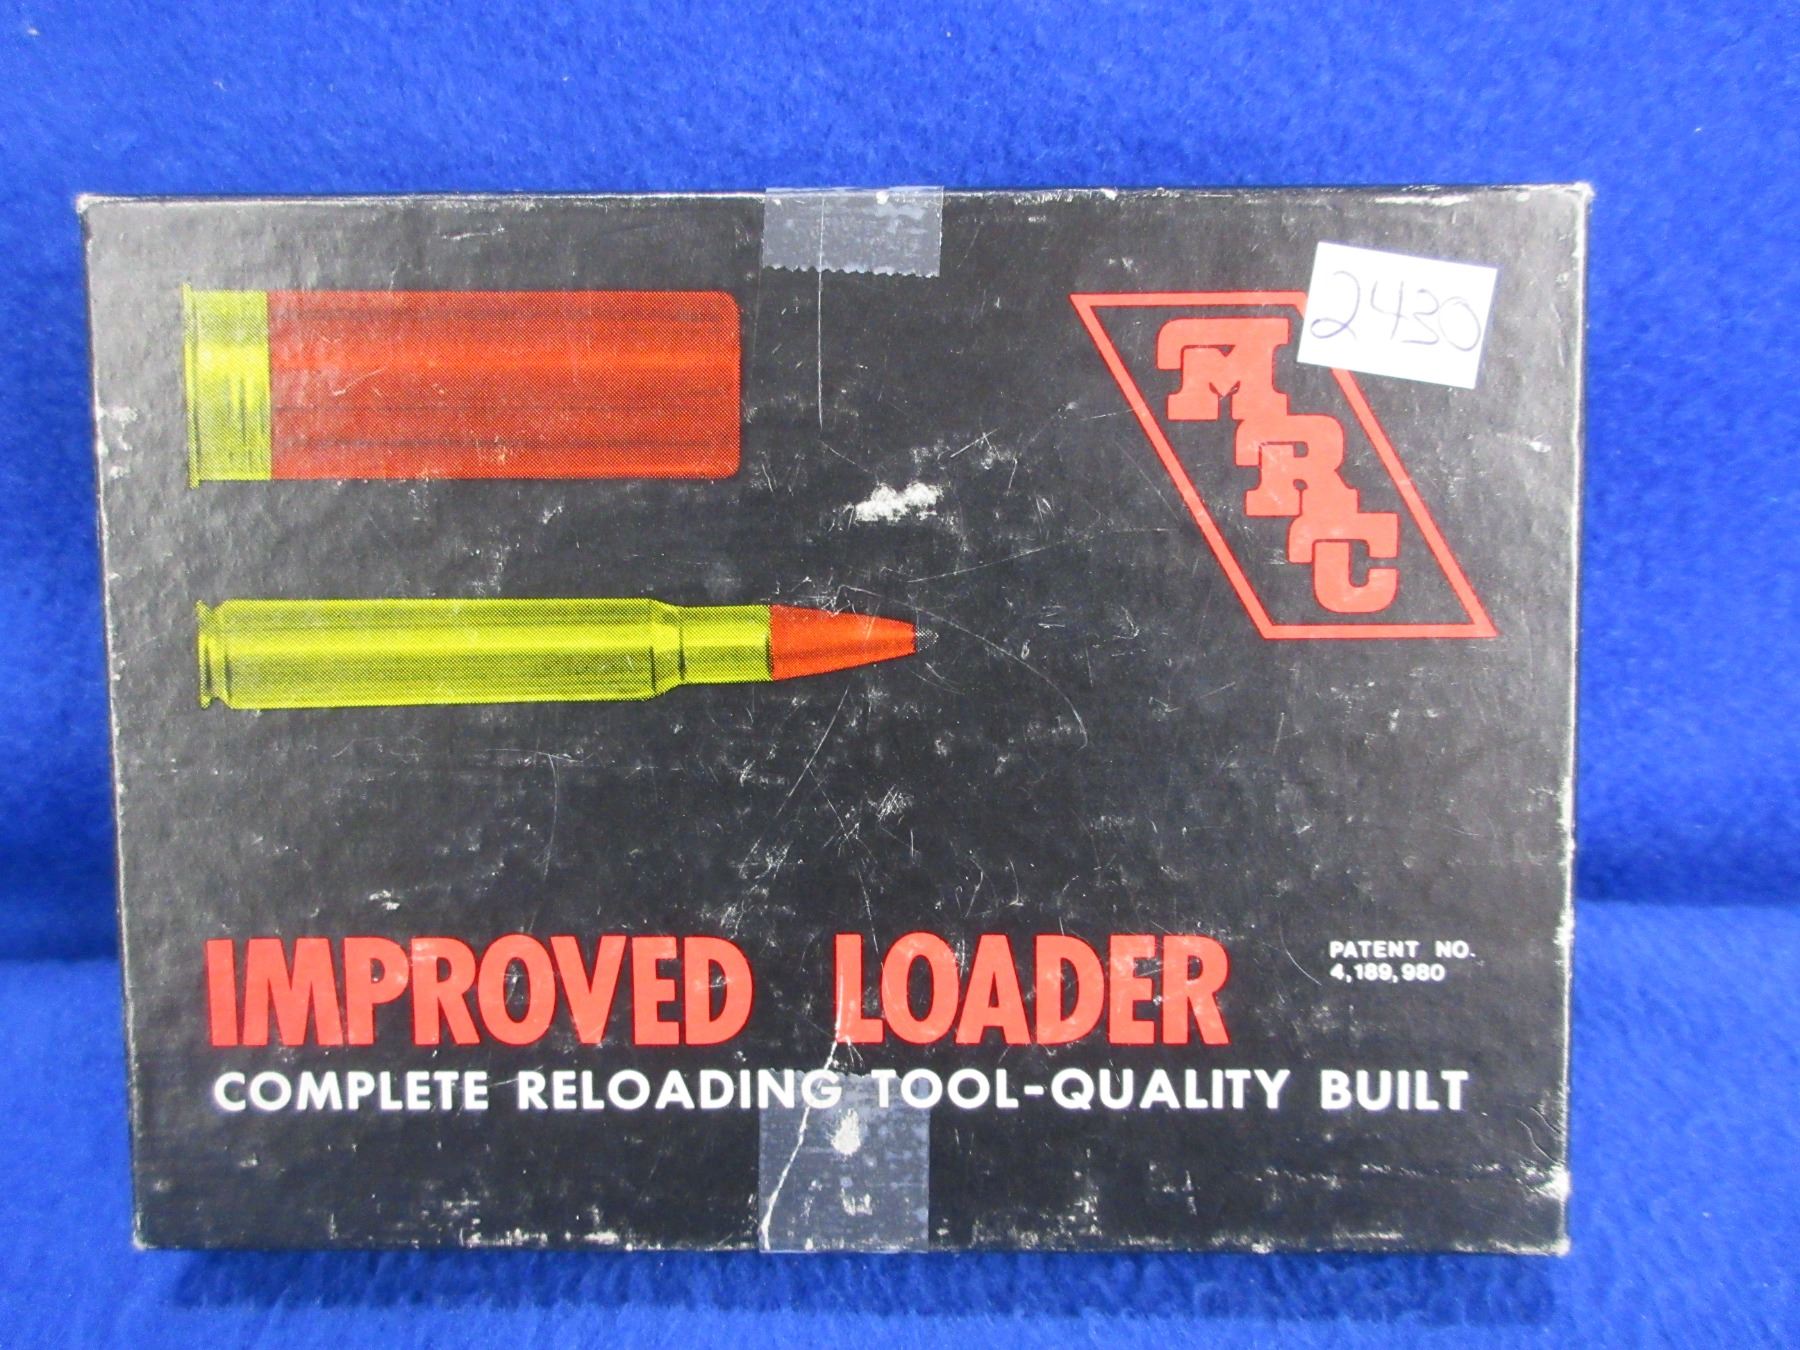 2430
MRC
IMPROVED LOADER
PATENT NO.
4,189,980
COMPLETE RELOADING TOOL-QUALITY BUILT